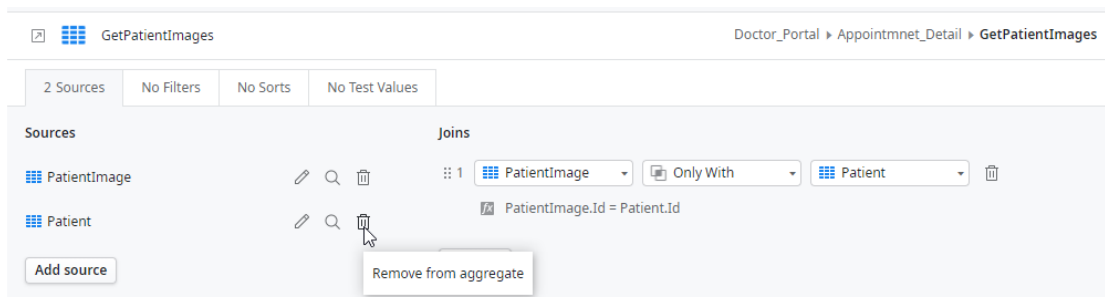 GetPatientImages
Doctor_Portal ▸ Appointmnet_Detail ▸ GetPatientImages
2 Sources
No Filters
No Sorts
No Test Values
Sources
Joins
PatientImage
1 PatientImage Only With Patient
Patient
fx PatientImage.Id = Patient.Id
Add source
Remove from aggregate